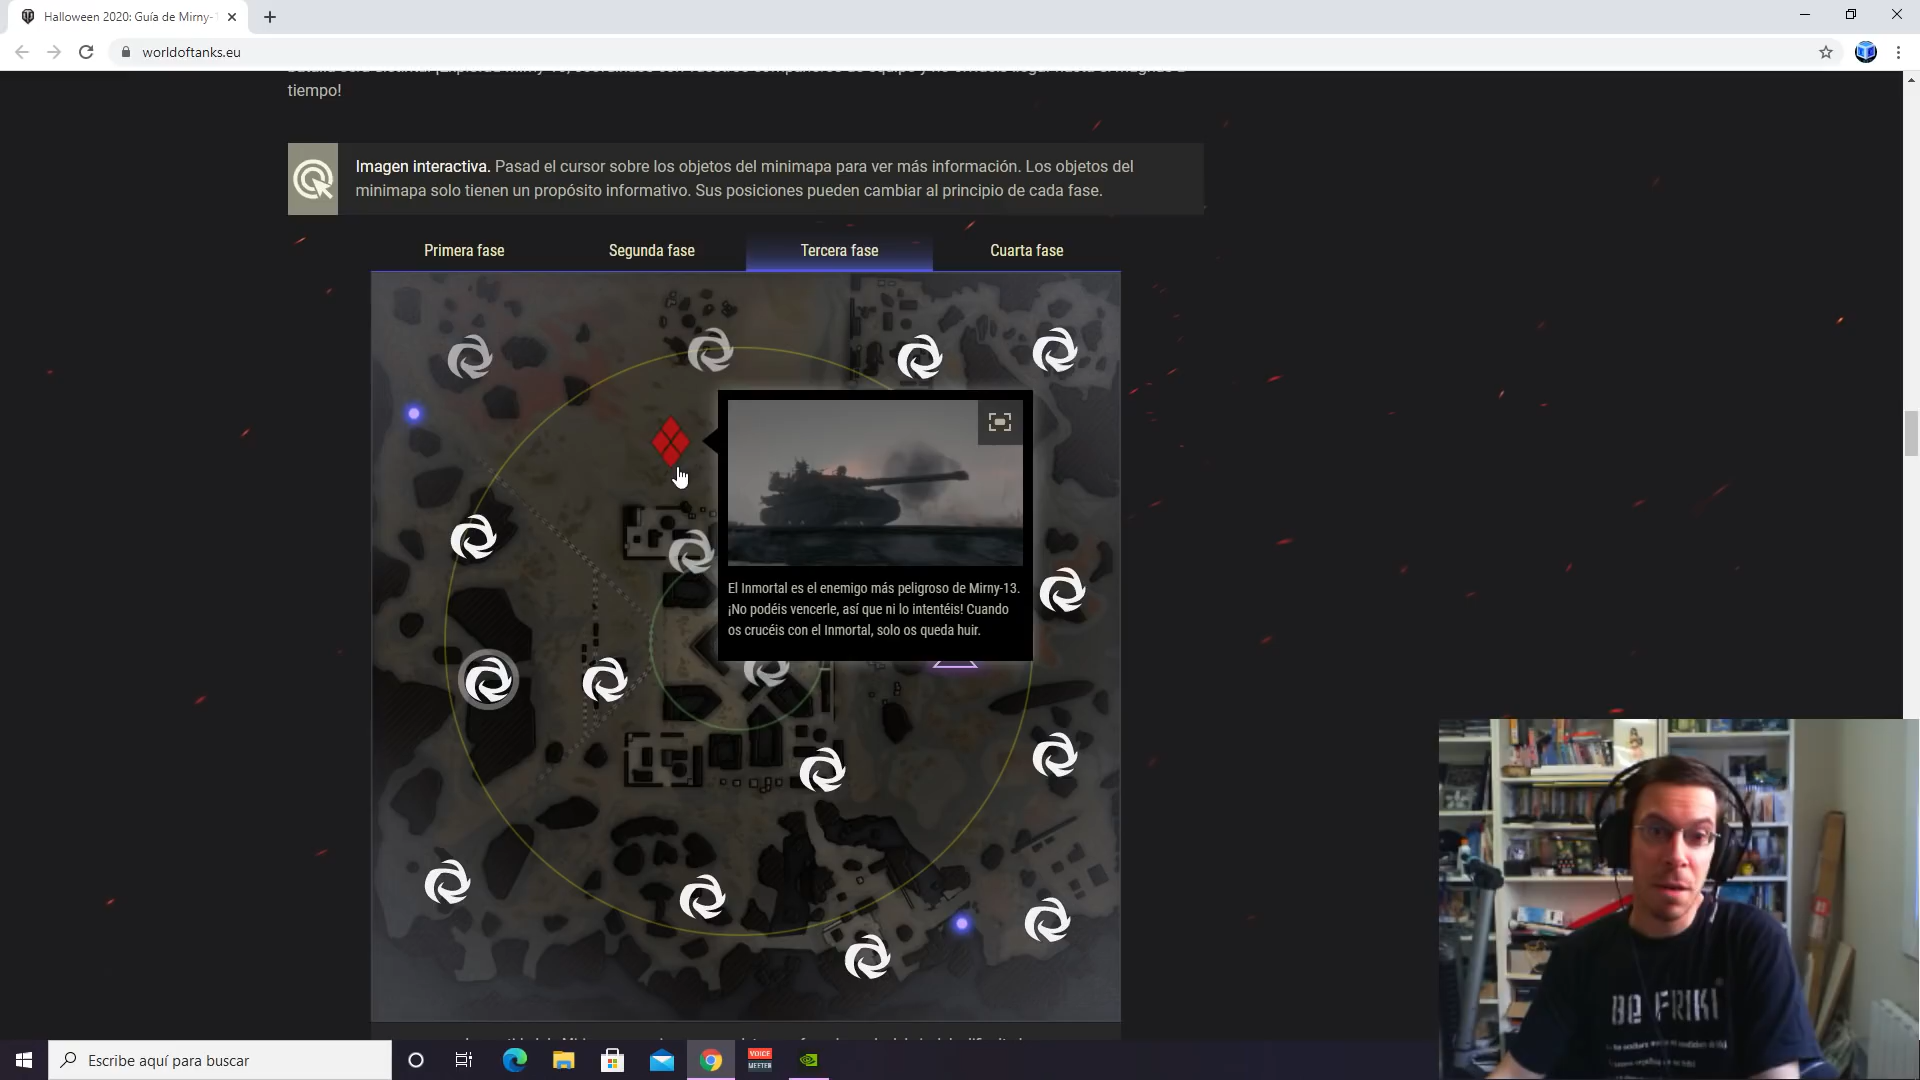 Halloween 2020: Guía de Mirny-
worldoftanks.eu
tiempo!
Imagen interactiva. Pasad el cursor sobre los objetos del minimapa para ver más información. Los objetos del
minimapa solo tienen un propósito informativo. Sus posiciones pueden cambiar al principio de cada fase.
Primera fase
Segunda fase
Tercera fase
Cuarta fase
El Inmortal es el enemigo más peligroso de Mirny-13.
¡No podéis vencerle, así que ni lo intentéis! Cuando
os crucéis con el Inmortal, solo os queda huir.
BE FRIKI
Escribe aquí para buscar
VOICE
MEETER